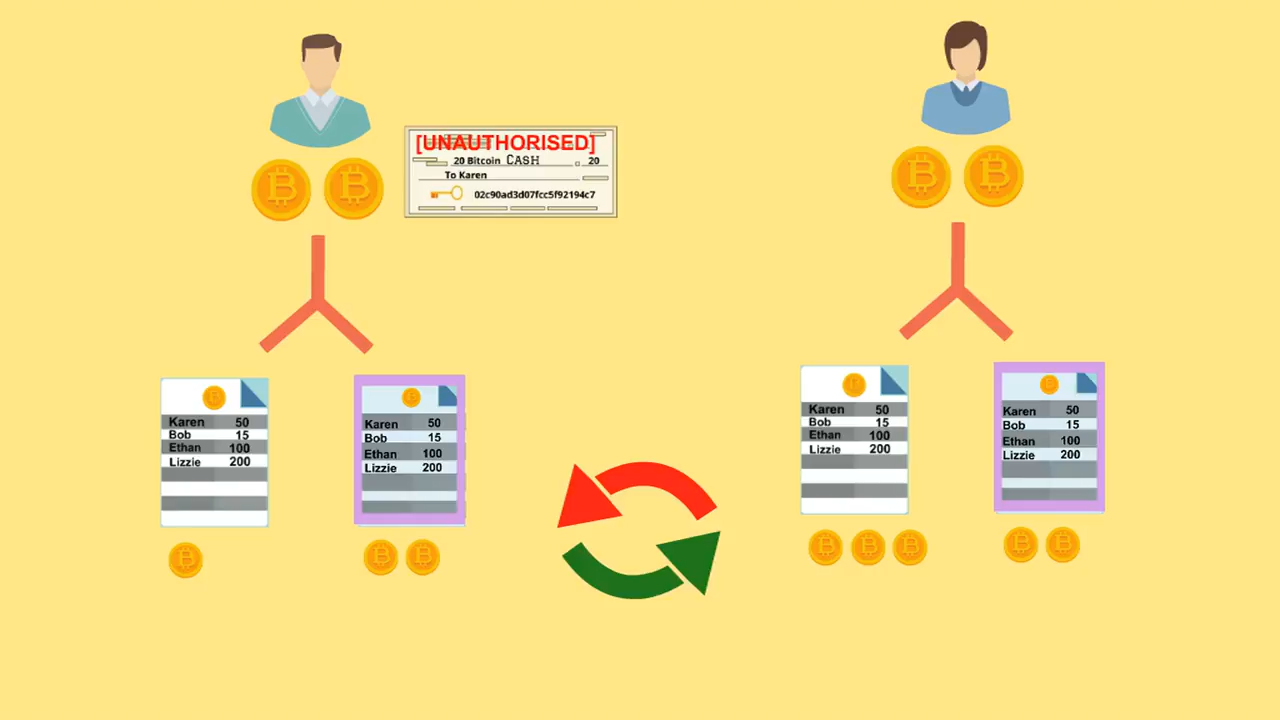 [UNAUTHORISED]
20 Bitcoin CASH 20
To Karen
02c90ad3d07fcc5f92194c7
Karen 50
Bob 15
Ethan 100
Lizzie 200
Karen 50
Bob 15
Ethan 100
Lizzie 200
Karen 50
Bob 15
Ethan 100
Lizzie 200
Karen 50
Bob 15
Ethan 100
Lizzie 200